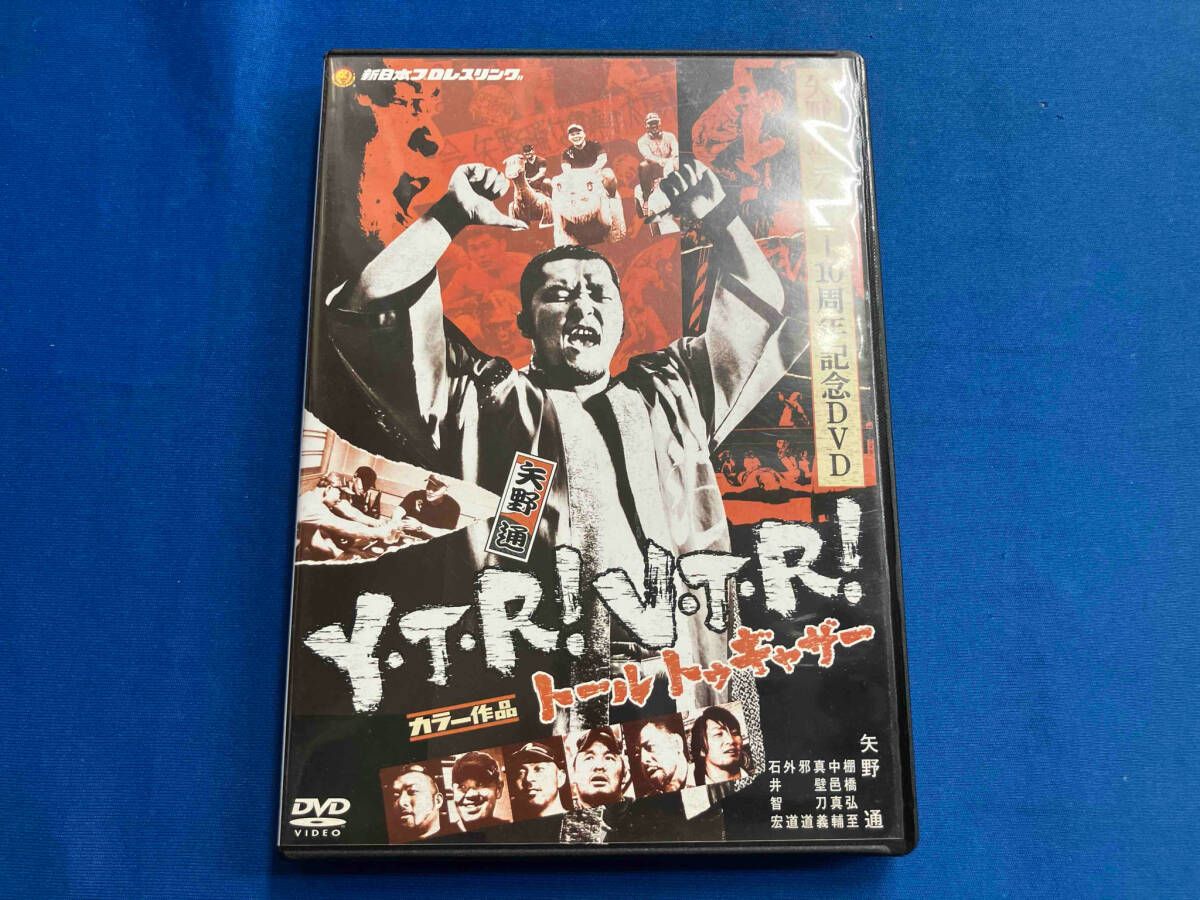 新日本プロレスリング
10周年記念DVD
矢野通
Y・T・R!V・T・R!
トールトゥギャザー
カラー作品
矢野 通
棚橋弘至
中邑真輔
真壁刀義
邪道
外道
石井智宏
DVD
VIDEO